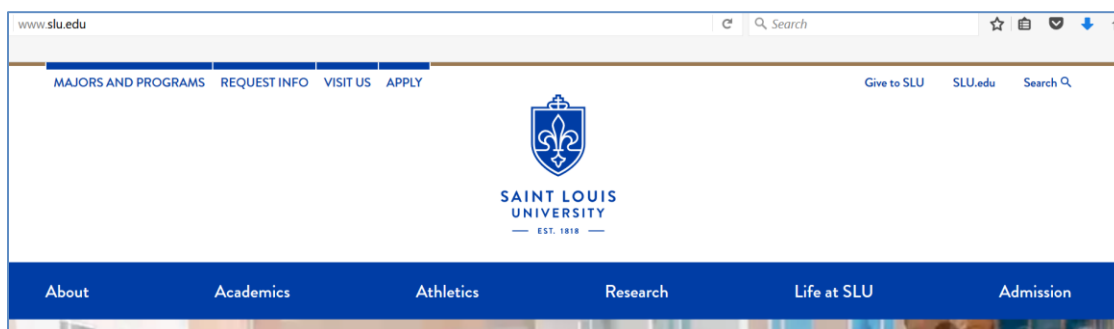 www.slu.edu
Search
MAJORS AND PROGRAMS REQUEST INFO VISIT US APPLY
Give to SLU SLU.edu Search
SAINT LOUIS
UNIVERSITY
EST. 1818
About Academics Athletics Research Life at SLU Admission